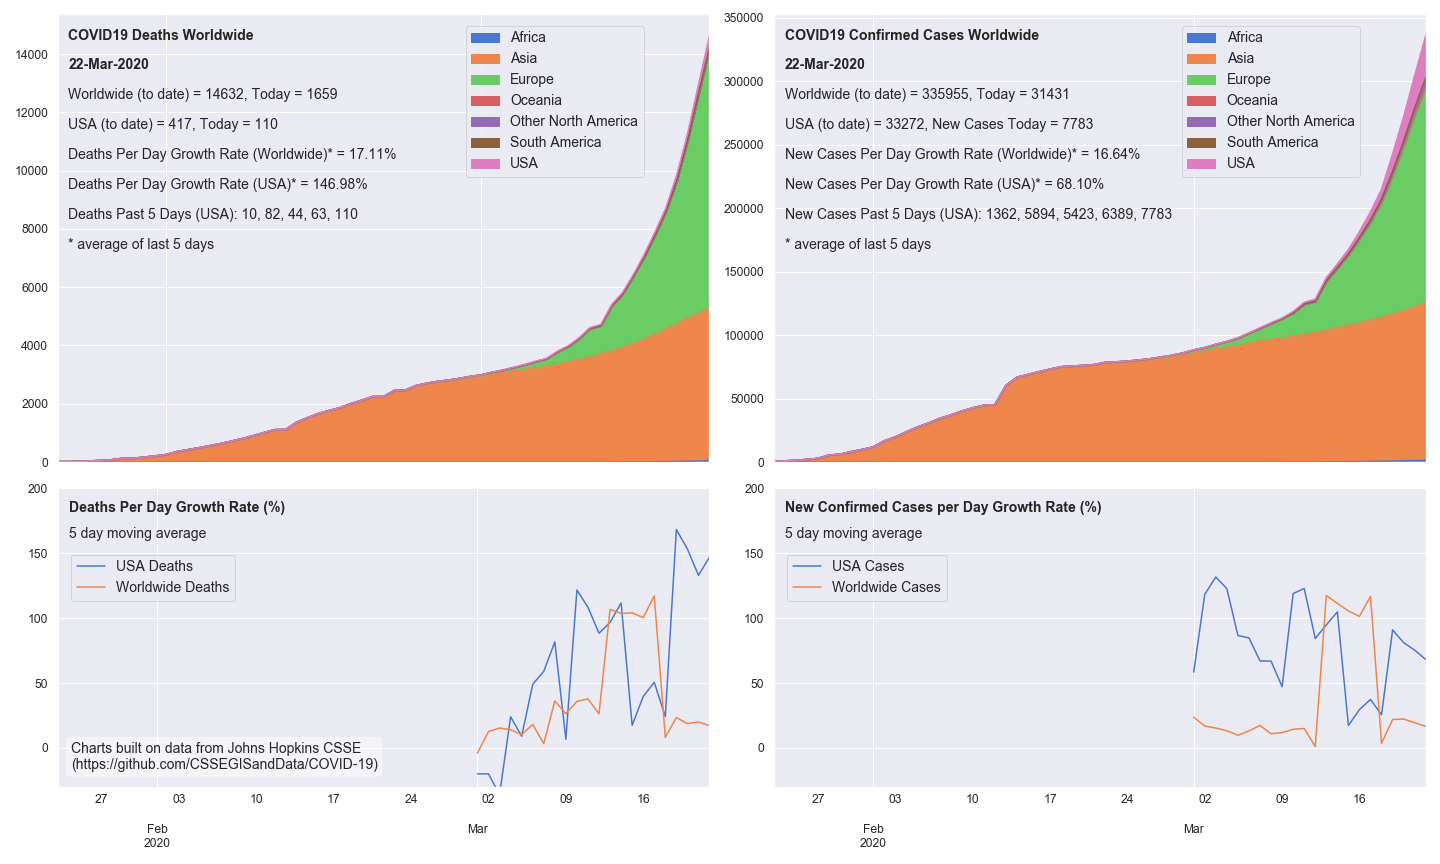 COVID19 Deaths Worldwide
22-Mar-2020
Worldwide (to date) = 14632, Today = 1659
USA (to date) = 417, Today = 110
Deaths Per Day Growth Rate (Worldwide)* = 17.11%
Deaths Per Day Growth Rate (USA)* = 146.98%
Deaths Past 5 Days (USA): 10, 82, 44, 63, 110
* average of last 5 days
Africa
Asia
Europe
Oceania
Other North America
South America
USA
14000
12000
10000
8000
6000
4000
2000
0
COVID19 Confirmed Cases Worldwide
22-Mar-2020
Worldwide (to date) = 335955, Today = 31431
USA (to date) = 33272, New Cases Today = 7783
New Cases Per Day Growth Rate (Worldwide)* = 16.64%
New Cases Per Day Growth Rate (USA)* = 68.10%
New Cases Past 5 Days (USA): 1362, 5894, 5423, 6389, 7783
* average of last 5 days
Africa
Asia
Europe
Oceania
Other North America
South America
USA
350000
300000
250000
200000
150000
100000
50000
0
Deaths Per Day Growth Rate (%)
5 day moving average
USA Deaths
Worldwide Deaths
200
150
100
50
0
Charts built on data from Johns Hopkins CSSE
(https://github.com/CSSEGISandData/COVID-19)
27 03 10 17 24 02 09 16
Feb Mar
2020
New Confirmed Cases per Day Growth Rate (%)
5 day moving average
USA Cases
Worldwide Cases
200
150
100
50
0
27 03 10 17 24 02 09 16
Feb Mar
2020